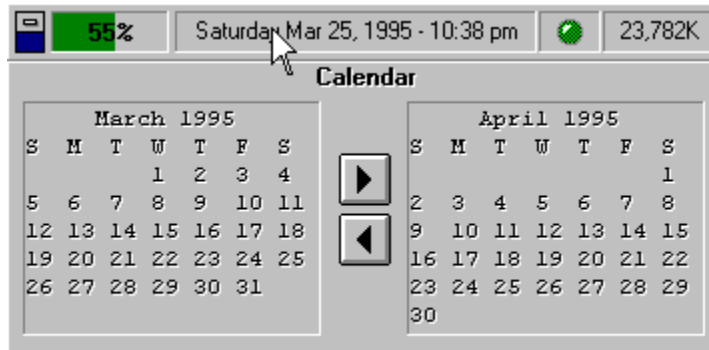 55% Saturday Mar 25, 1995 - 10:38 pm 23,782K
Calendar
March 1995
S M T W T F S
1 2 3 4
5 6 7 8 9 10 11
12 13 14 15 16 17 18
19 20 21 22 23 24 25
26 27 28 29 30 31
April 1995
S M T W T F S
1
2 3 4 5 6 7 8
9 10 11 12 13 14 15
16 17 18 19 20 21 22
23 24 25 26 27 28 29
30